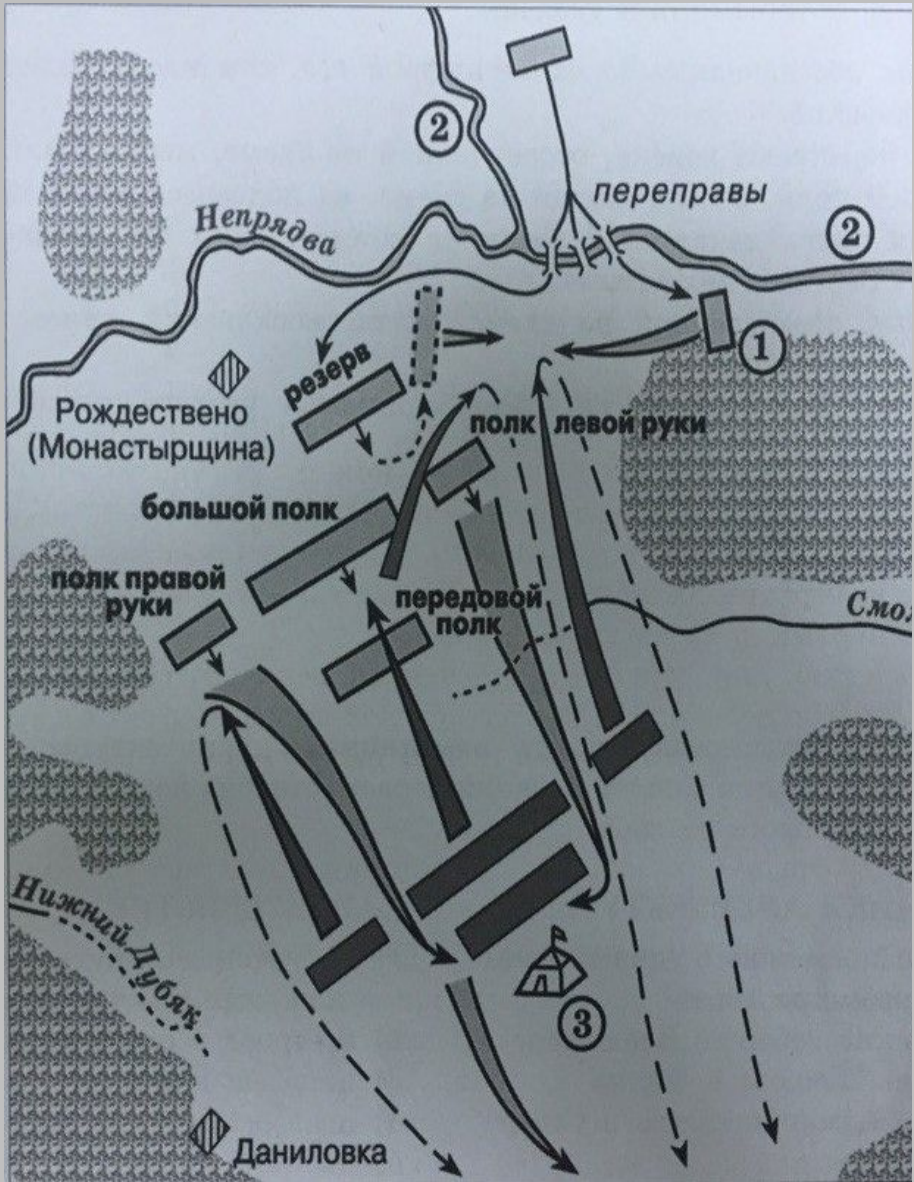 2
переправы
Непрядва
2
1
резерв
Рождествено
(Монастырщина)
полк левой руки
большой полк
полк правой
руки
передовой
полк
Смол
Нижний Дубяк
3
Даниловка